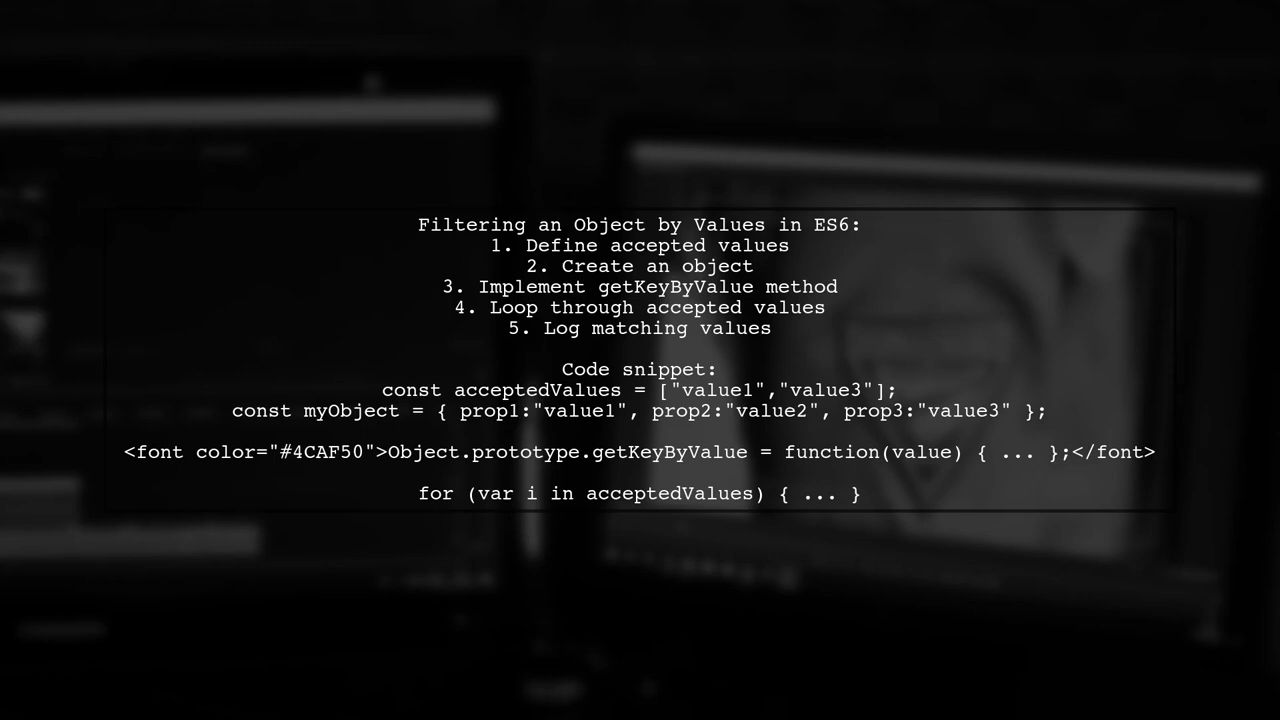 Filtering an Object by Values in ES6:
1. Define accepted values
2. Create an object
3. Implement getKeyByValue method
4. Loop through accepted values
5. Log matching values
Code snippet:
const acceptedValues = ["value1","value3"];
const myObject = { prop1:"value1", prop2:"value2", prop3:"value3" };
<font color="#4CAF50">Object.prototype.getKeyByValue = function(value) { ... };</font>
for (var i in acceptedValues) { ... }